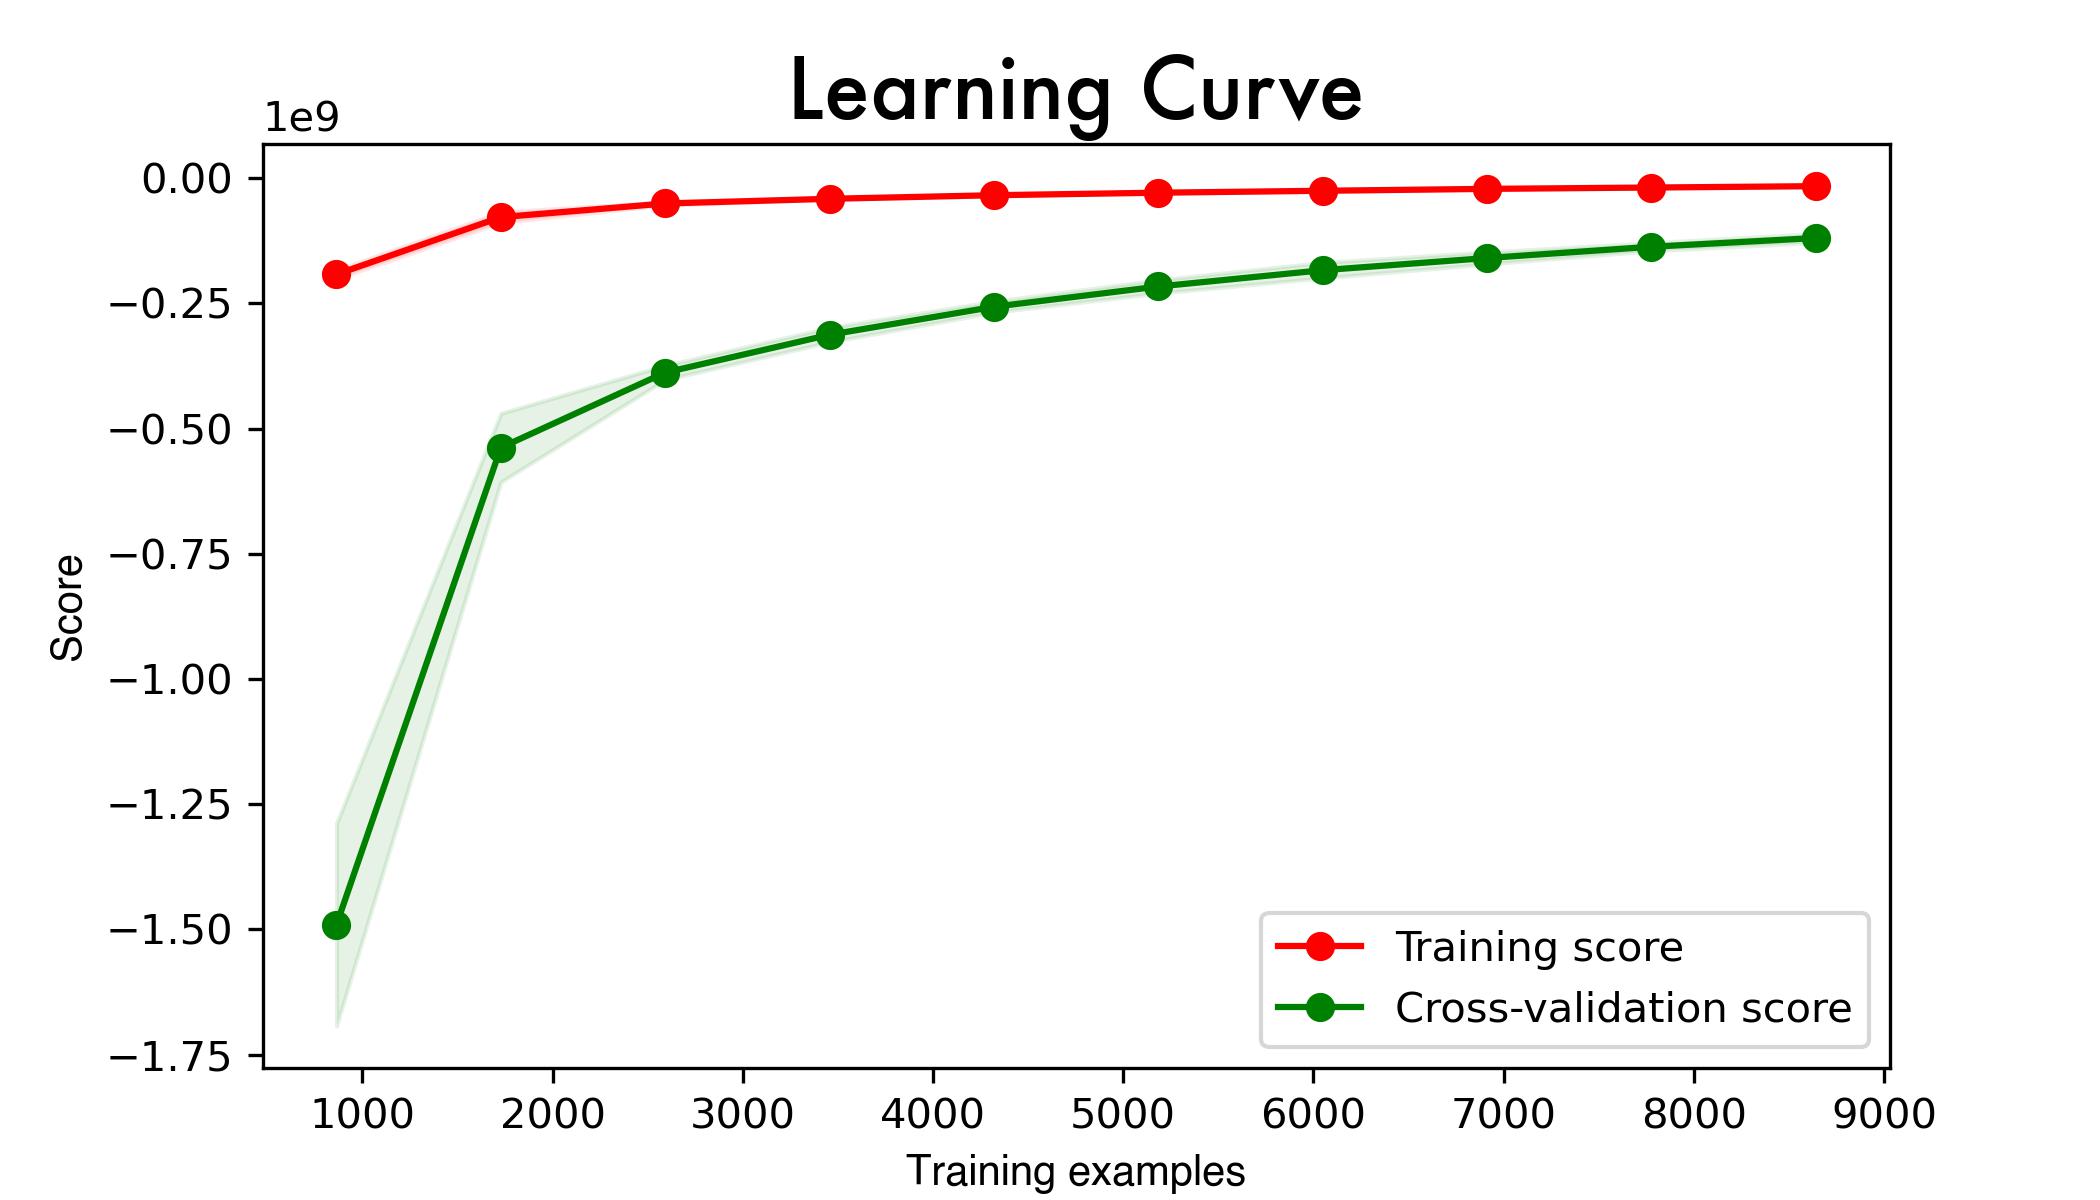 Learning Curve
1e9
0.00
−0.25
−0.50
−0.75
−1.00
−1.25
−1.50
−1.75
Score
Training score
Cross-validation score
1000 2000 3000 4000 5000 6000 7000 8000 9000
Training examples